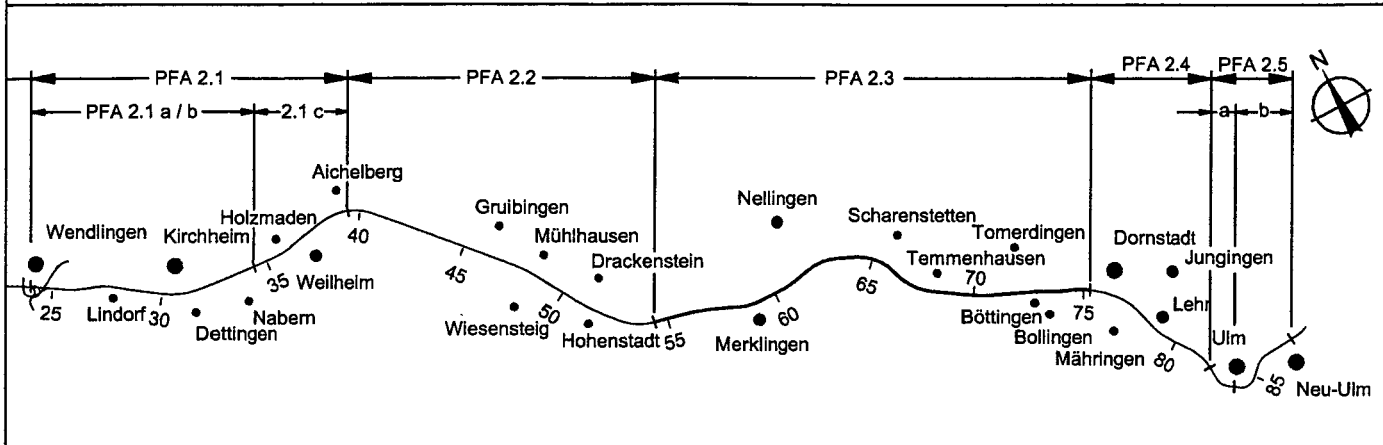 PFA 2.1
PFA 2.2
PFA 2.3
PFA 2.4
PFA 2.5
N
PFA 2.1 a / b
2.1 c
a
b
Aichelberg
Nellingen
Gruibingen
Scharenstetten
Holzmaden
Wendlingen
Kirchheim
40
Mühlhausen
Tomerdingen
Dornstadt
Jungingen
Weilheim
35
45
Drackenstein
65
Temmenhausen
70
25
Lindorf
30
Nabern
Dettingen
Wiesensteig
50
Hohenstadt
55
60
Merklingen
Böttingen
75
Bollingen
Mähringen
Lehr
80
Ulm
85
Neu-Ulm